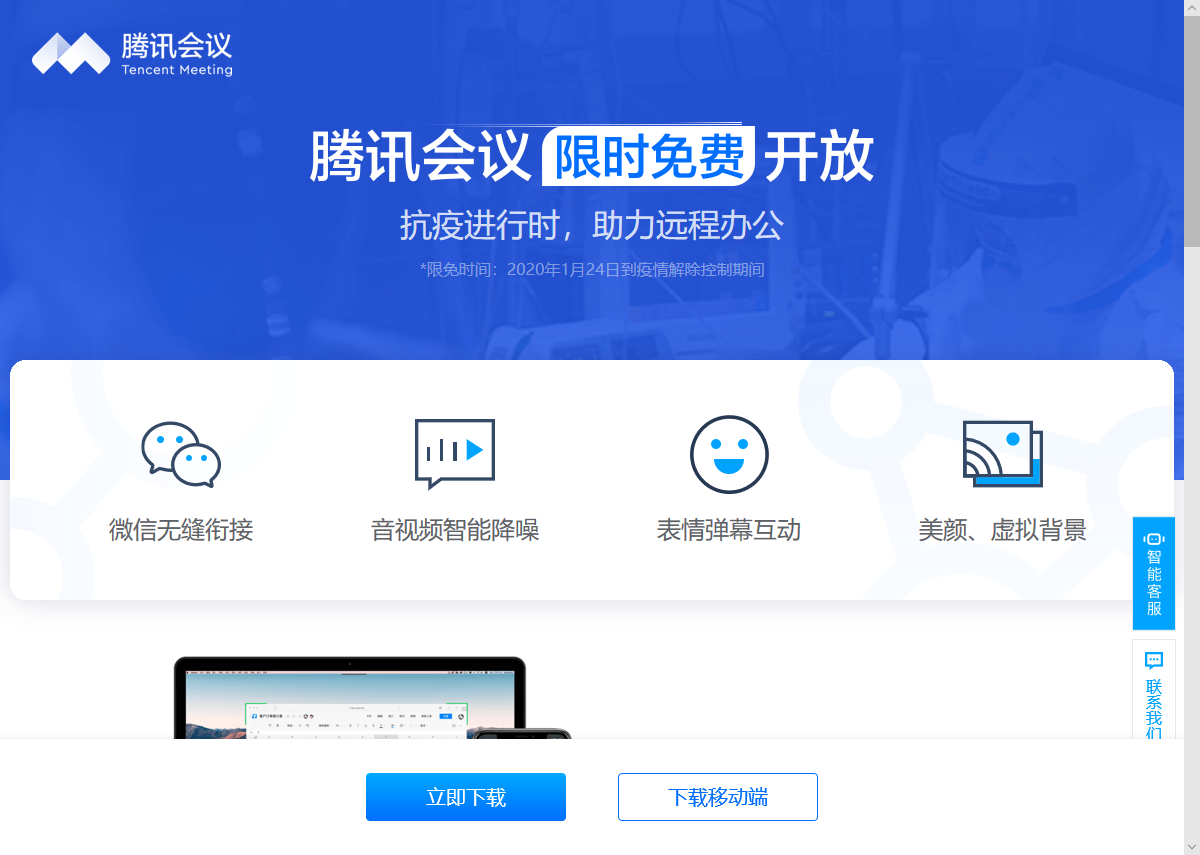 腾讯会议
Tencent Meeting
腾讯会议 限时免费 开放
抗疫进行时，助力远程办公
*限免时间：2020年1月24日到疫情解除控制期间
微信无缝衔接
音视频智能降噪
表情弹幕互动
美颜、虚拟背景
智能客服
联系我们
立即下载
下载移动端